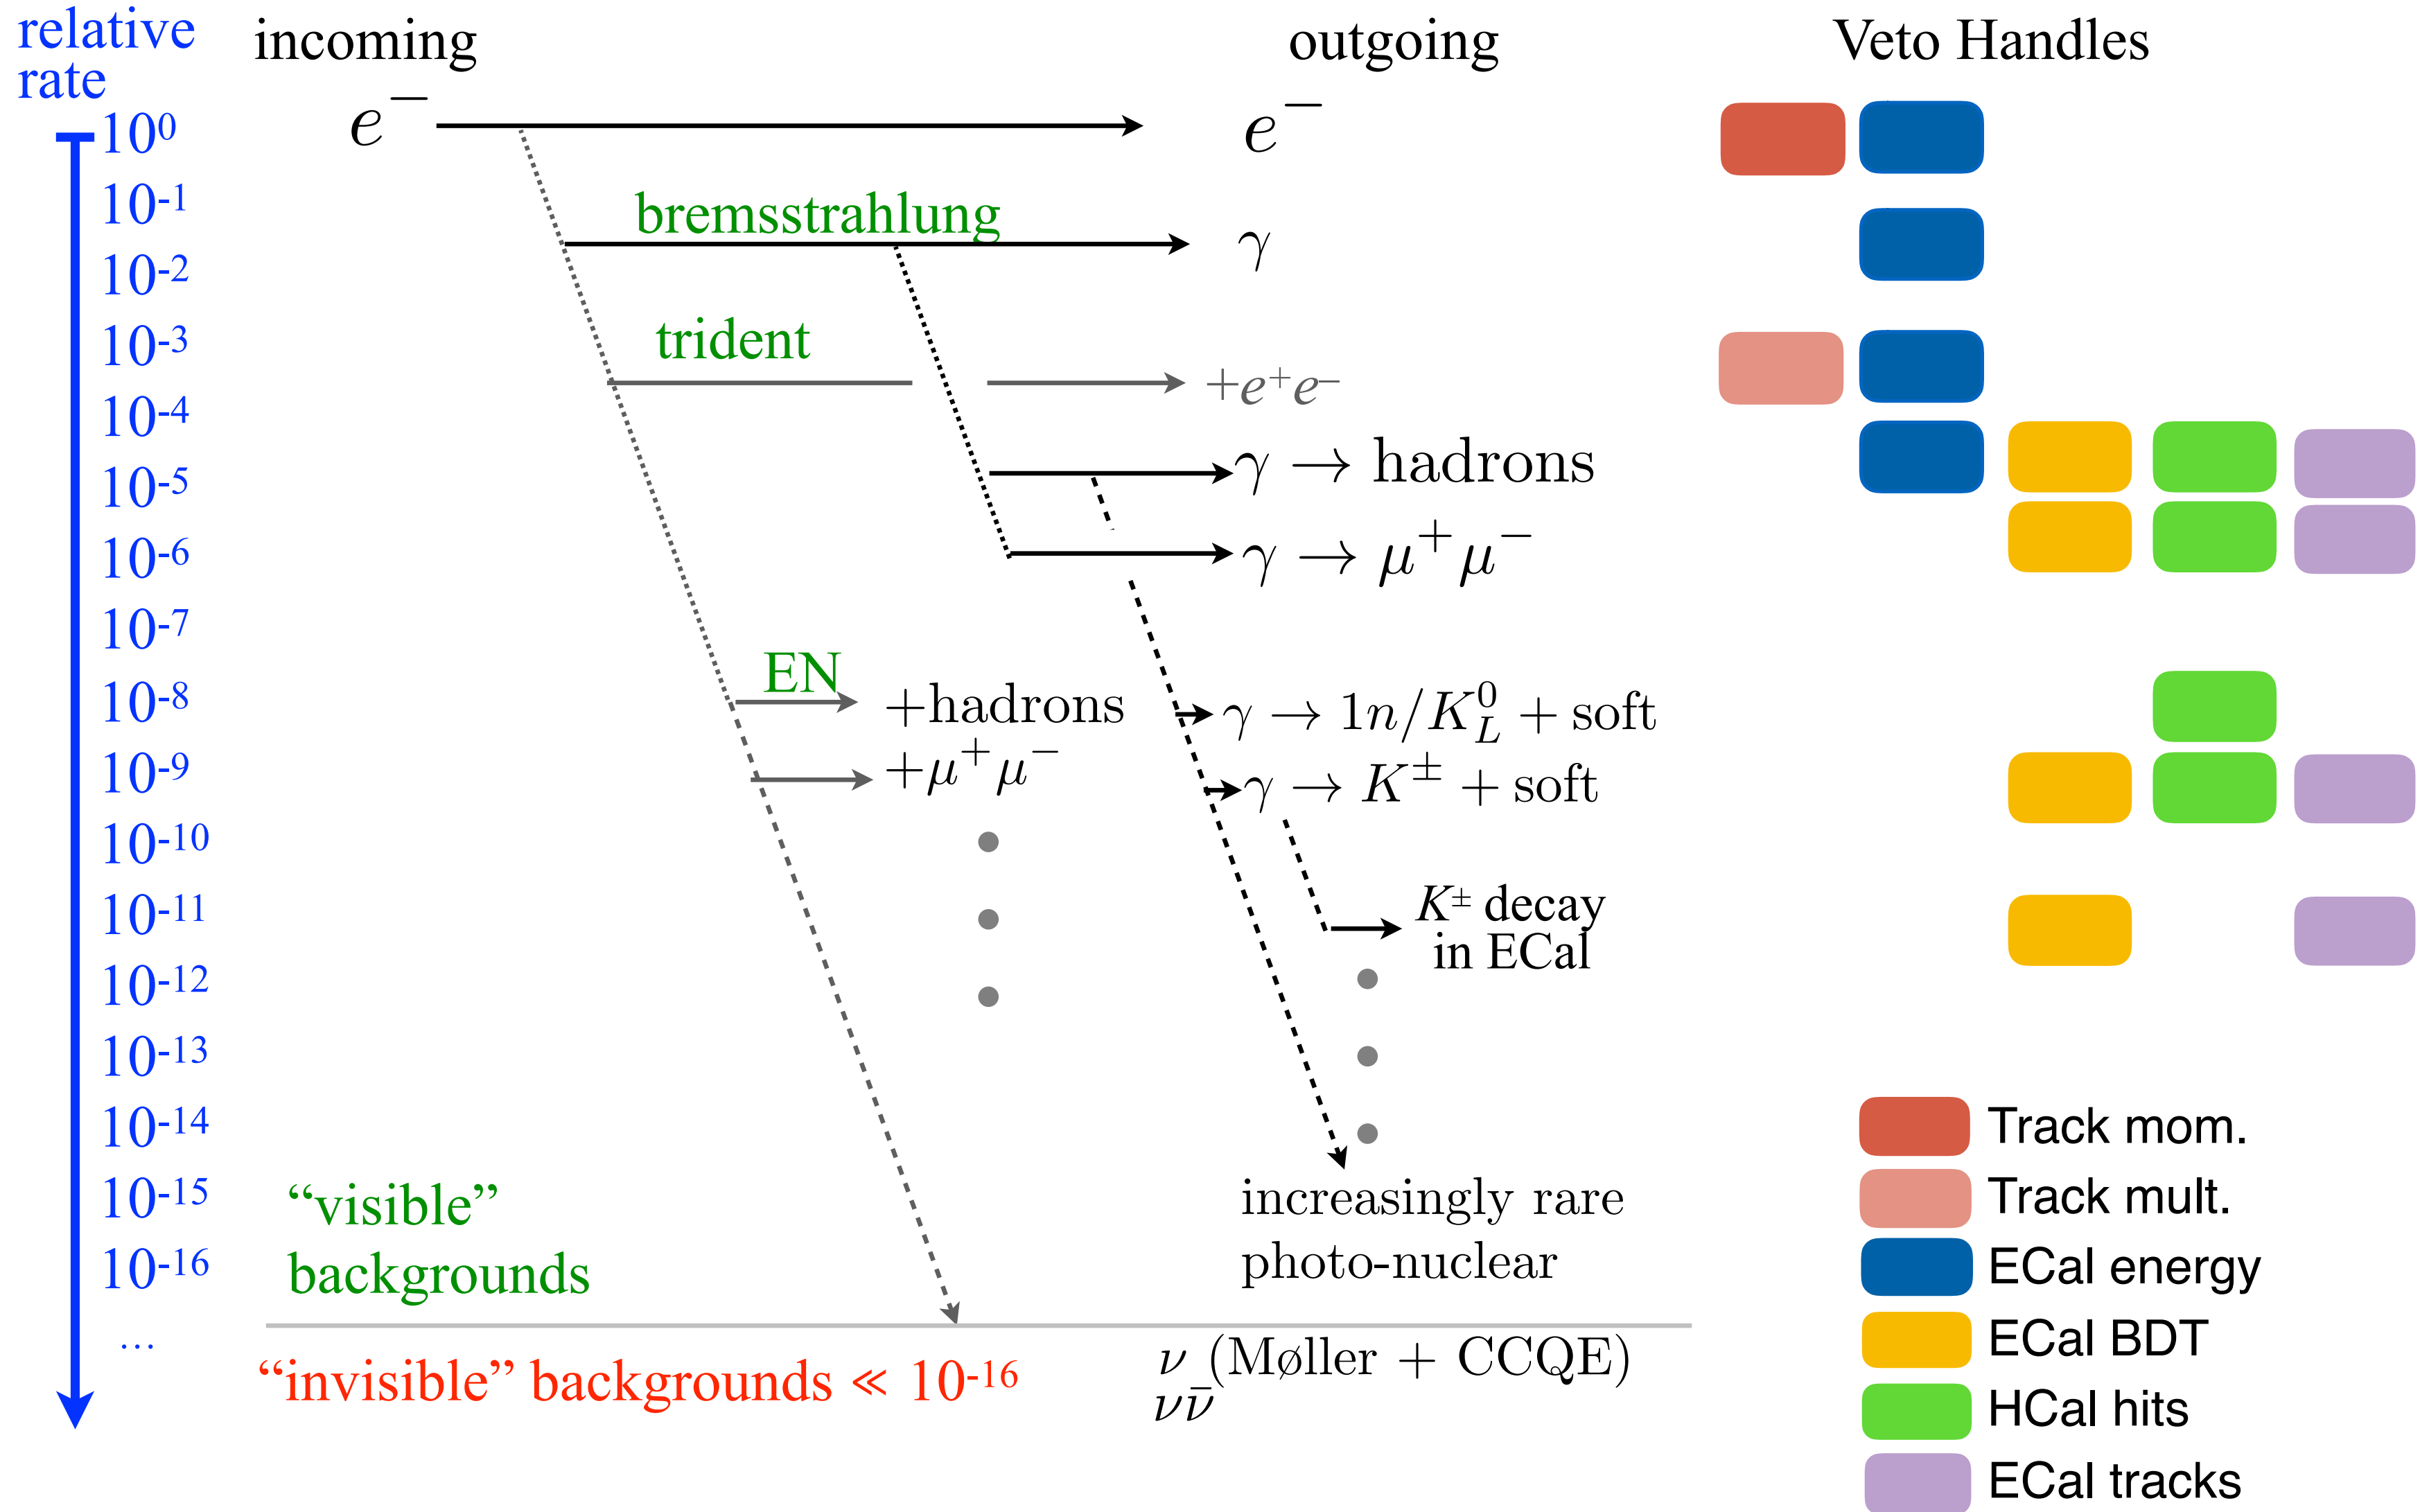 relative
rate
incoming
outgoing
Veto Handles
10⁰
e⁻
e⁻
10⁻¹
bremsstrahlung
γ
10⁻²
10⁻³
trident
+e⁺e⁻
10⁻⁴
γ → hadrons
10⁻⁵
γ → μ⁺μ⁻
10⁻⁶
10⁻⁷
EN
10⁻⁸
+hadrons
γ → 1n/K⁰_L + soft
10⁻⁹
+μ⁺μ⁻
γ → K^± + soft
10⁻¹⁰
10⁻¹¹
K^± decay
in ECal
10⁻¹²
10⁻¹³
10⁻¹⁴
Track mom.
10⁻¹⁵
“visible”
backgrounds
increasingly rare
photo-nuclear
Track mult.
10⁻¹⁶
ECal energy
...
“invisible” backgrounds ≪ 10⁻¹⁶
ν (Møller + CCQE)
νν̄
ECal BDT
HCal hits
ECal tracks